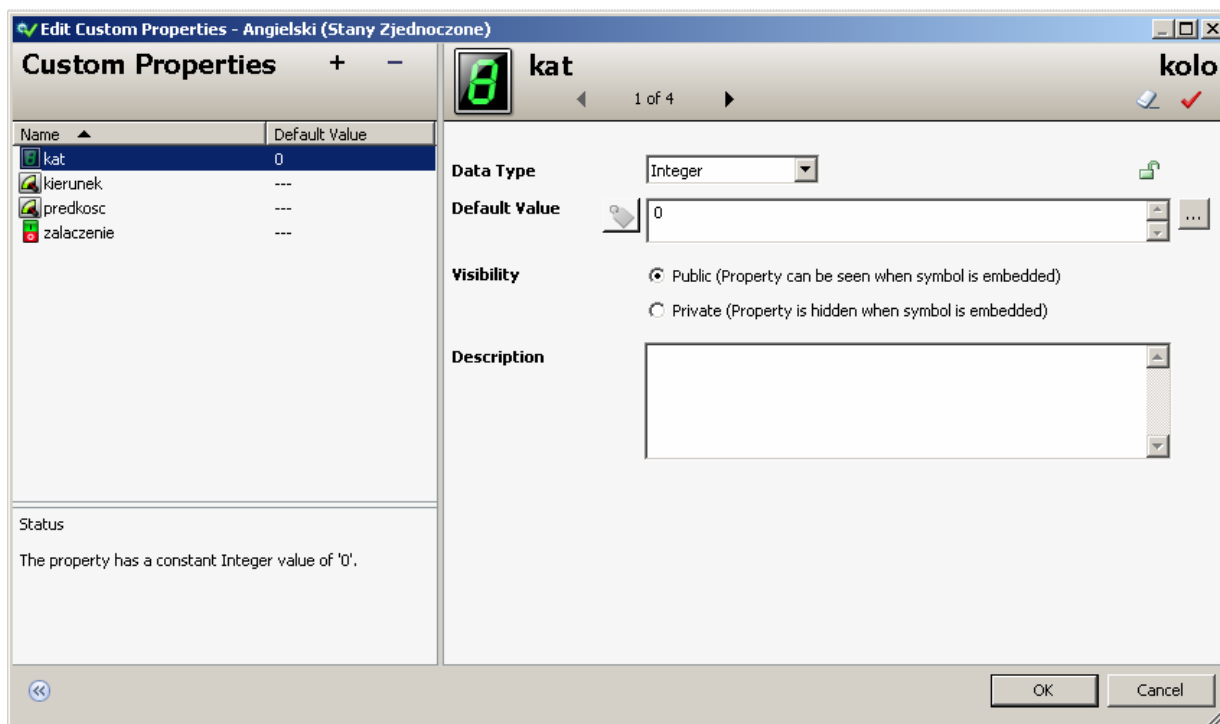 Edit Custom Properties - Angielski (Stany Zjednoczone)
Custom Properties + −
kat
kolo
1 of 4
Name Default Value
kat 0
kierunek ---
predkosc ---
zalaczenie ---
Data Type Integer
Default Value 0 ...
Visibility Public (Property can be seen when symbol is embedded)
Private (Property is hidden when symbol is embedded)
Description
Status
The property has a constant Integer value of '0'.
OK Cancel